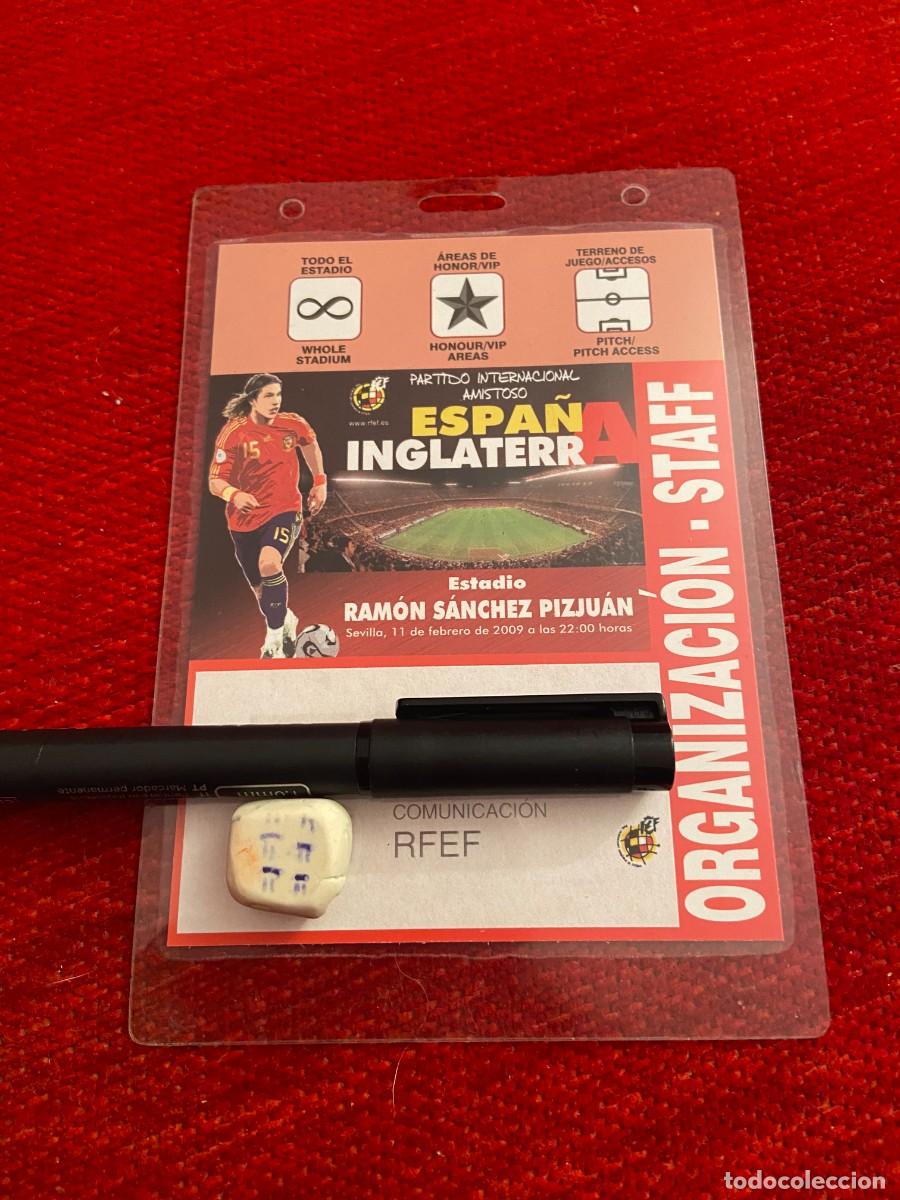 TODO EL
ESTADIO
WHOLE
STADIUM
ÁREAS DE
HONOR/VIP
HONOUR/VIP
AREAS
TERRENO DE
JUEGO/ACCESOS
PITCH/
PITCH ACCESS
www.rfef.es
PARTIDO INTERNACIONAL
AMISTOSO
ESPAÑA
INGLATERRA
15
15
Estadio
RAMÓN SÁNCHEZ PIZJUÁN
Sevilla, 11 de febrero de 2009 a las 22:00 horas
ORGANIZACIÓN - STAFF
PT Marcador permanente
COMUNICACIÓN
RFEF
todocoleccion